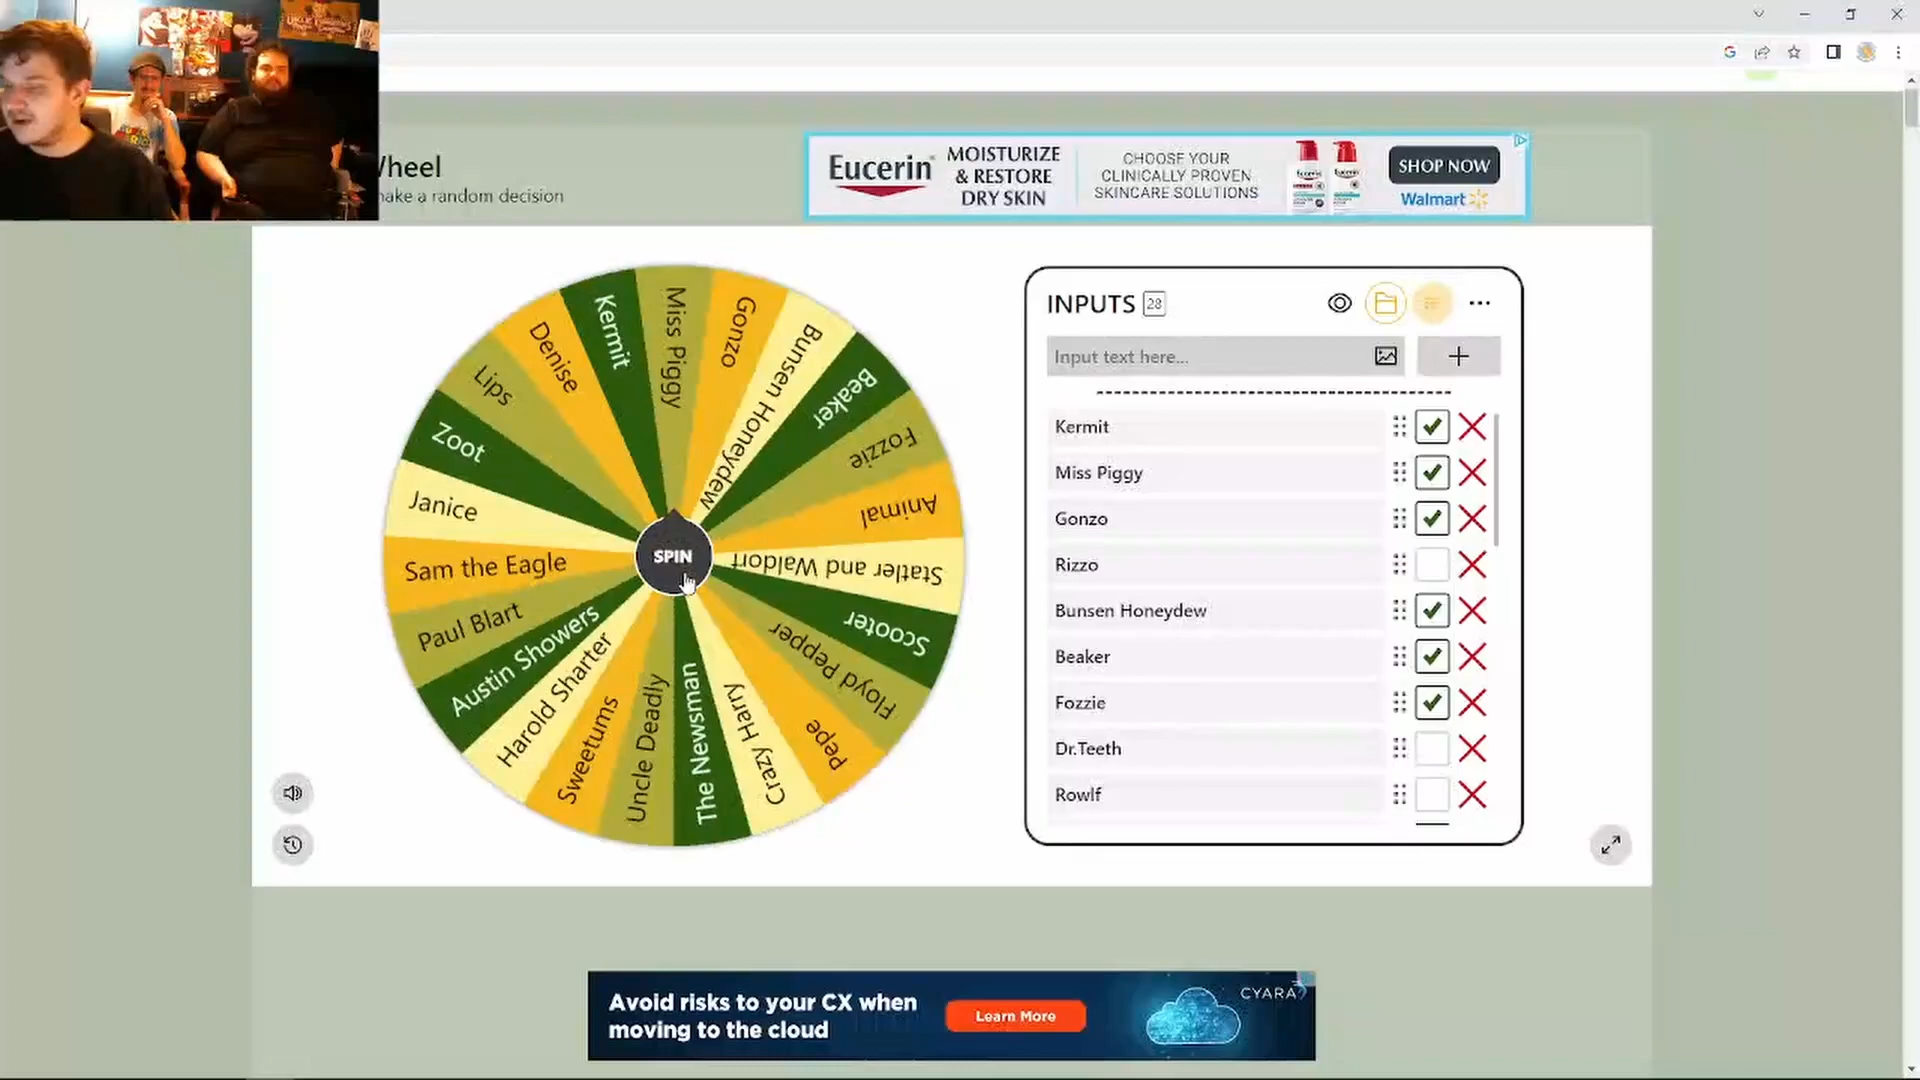 Wheel
make a random decision
Eucerin
MOISTURIZE
& RESTORE
DRY SKIN
CHOOSE YOUR
CLINICALLY PROVEN
SKINCARE SOLUTIONS
SHOP NOW
Walmart
Kermit
Miss Piggy
Gonzo
Bunsen Honeydew
Beaker
Fozzie
Animal
Statler and Waldorf
Scooter
Floyd Pepper
Pepe
Crazy Harry
The Newsman
Uncle Deadly
Sweetums
Harold Sharter
Austin Showers
Paul Blart
Sam the Eagle
Janice
Zoot
Lips
Denise
SPIN
INPUTS 28
Input text here...
Kermit
Miss Piggy
Gonzo
Rizzo
Bunsen Honeydew
Beaker
Fozzie
Dr.Teeth
Rowlf
Avoid risks to your CX when
moving to the cloud
Learn More
CYARA